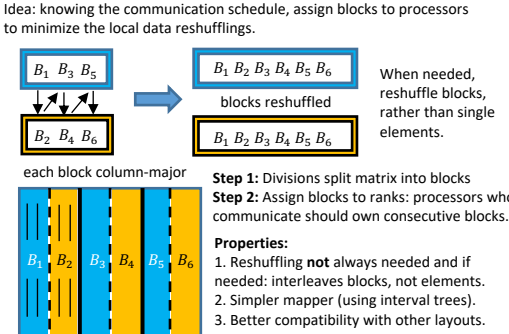 Idea: knowing the communication schedule, assign blocks to processors
to minimize the local data reshufflings.
B1 B3 B5
B2 B4 B6
B1 B2 B3 B4 B5 B6
blocks reshuffled
B1 B2 B3 B4 B5 B6
When needed,
reshuffle blocks,
rather than single
elements.
each block column-major
B1 B2 B3 B4 B5 B6
Step 1: Divisions split matrix into blocks
Step 2: Assign blocks to ranks: processors who
communicate should own consecutive blocks.
Properties:
1. Reshuffling not always needed and if
needed: interleaves blocks, not elements.
2. Simpler mapper (using interval trees).
3. Better compatibility with other layouts.